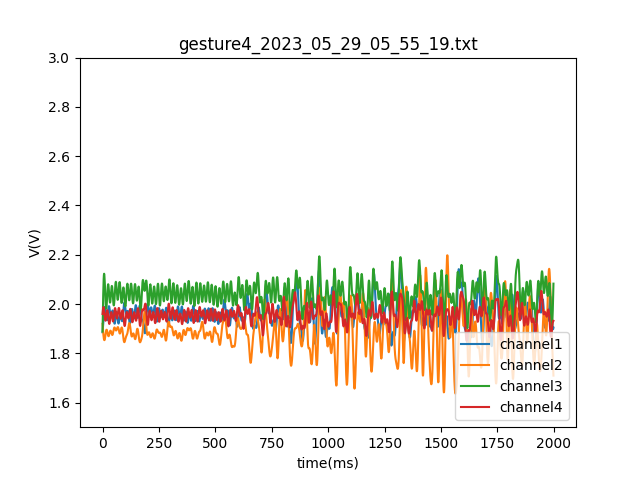 gesture4_2023_05_29_05_55_19.txt
3.0
2.8
2.6
2.4
2.2
2.0
1.8
1.6
V(V)
channel1
channel2
channel3
channel4
0 250 500 750 1000 1250 1500 1750 2000
time(ms)